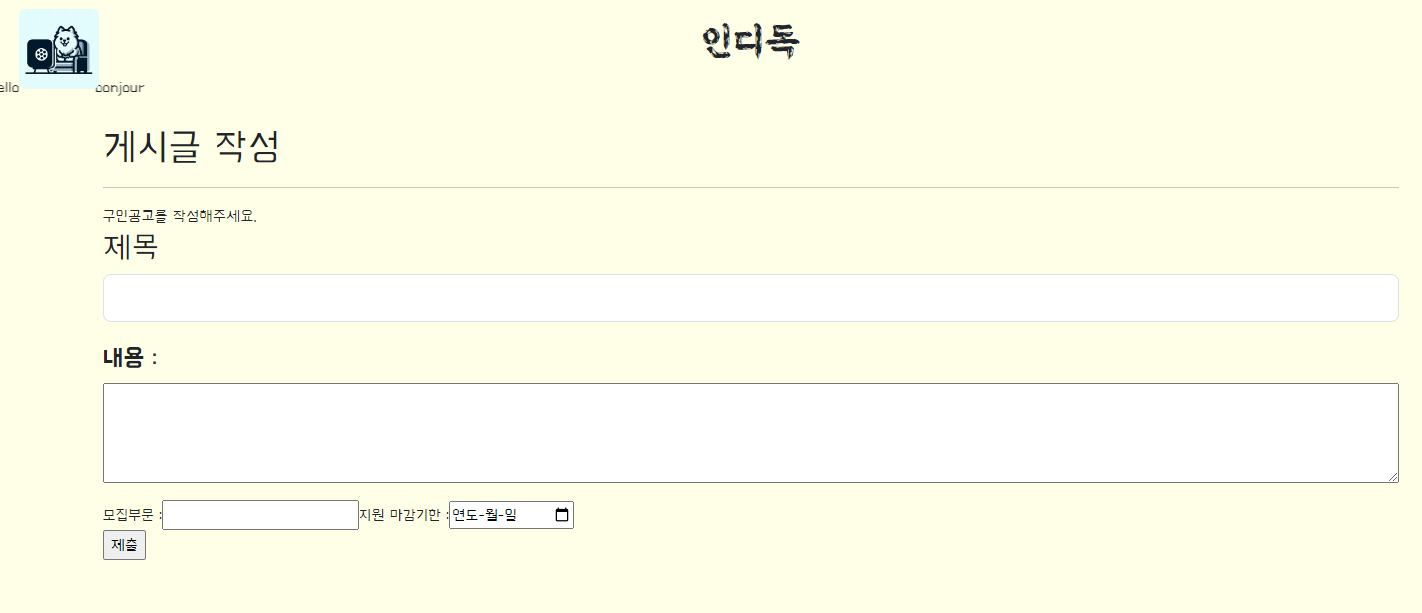 인디독
ello bonjour
게시글 작성
구인공고를 작성해주세요.
제목
내용 :
모집부문 : 지원 마감기한 : 연도-월-일
제출